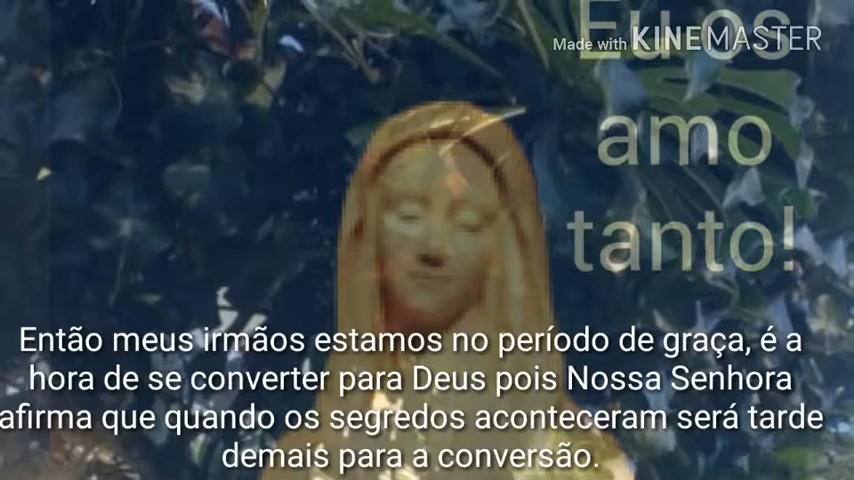 Eu os
Made with KINEMASTER
amo
tanto!
Então meus irmãos estamos no período de graça, é a
hora de se converter para Deus pois Nossa Senhora
afirma que quando os segredos aconteceram será tarde
demais para a conversão.